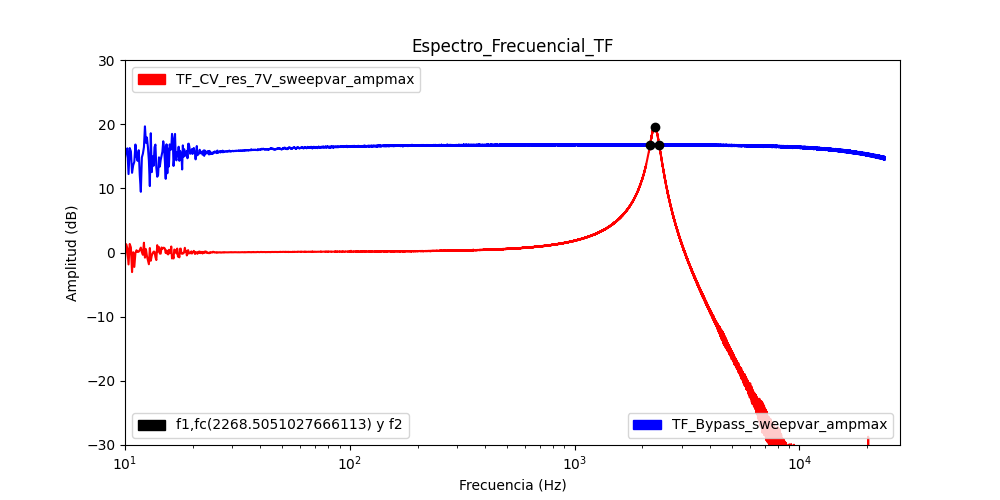 Espectro_Frecuencial_TF
TF_CV_res_7V_sweepvar_ampmax
30
20
10
0
−10
−20
−30
Amplitud (dB)
f1,fc(2268.5051027666113) y f2
TF_Bypass_sweepvar_ampmax
10^1
10^2
10^3
10^4
Frecuencia (Hz)